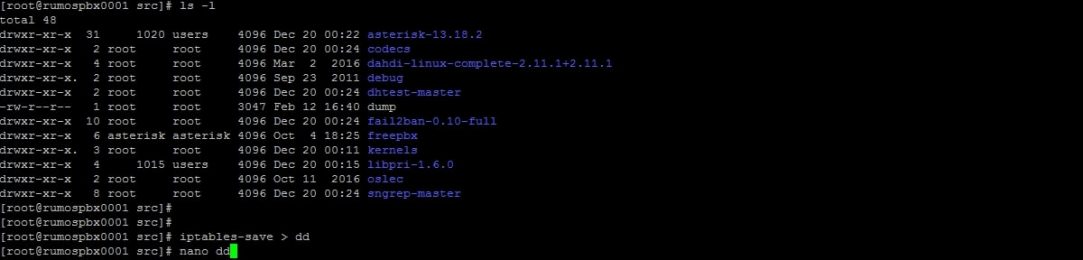 [root@rumospbx0001 src]# ls -l
total 48
drwxr-xr-x  31     1020 users    4096 Dec 20 00:22 asterisk-13.18.2
drwxr-xr-x   2 root     root     4096 Dec 20 00:24 codecs
drwxr-xr-x   4 root     root     4096 Mar  2  2016 dahdi-linux-complete-2.11.1+2.11.1
drwxr-xr-x.  2 root     root     4096 Sep 23  2011 debug
drwxr-xr-x   2 root     root     4096 Dec 20 00:24 dhtest-master
-rw-r--r--   1 root     root     3047 Feb 12 16:40 dump
drwxr-xr-x  10 root     root     4096 Dec 20 00:24 fail2ban-0.10-full
drwxr-xr-x   6 asterisk asterisk 4096 Oct  4 18:25 freepbx
drwxr-xr-x.  3 root     root     4096 Dec 20 00:11 kernels
drwxr-xr-x   4     1015 users    4096 Dec 20 00:15 libpri-1.6.0
drwxr-xr-x   2 root     root     4096 Oct 11  2016 oslec
drwxr-xr-x   8 root     root     4096 Dec 20 00:24 sngrep-master
[root@rumospbx0001 src]#
[root@rumospbx0001 src]#
[root@rumospbx0001 src]# iptables-save > dd
[root@rumospbx0001 src]# nano dd